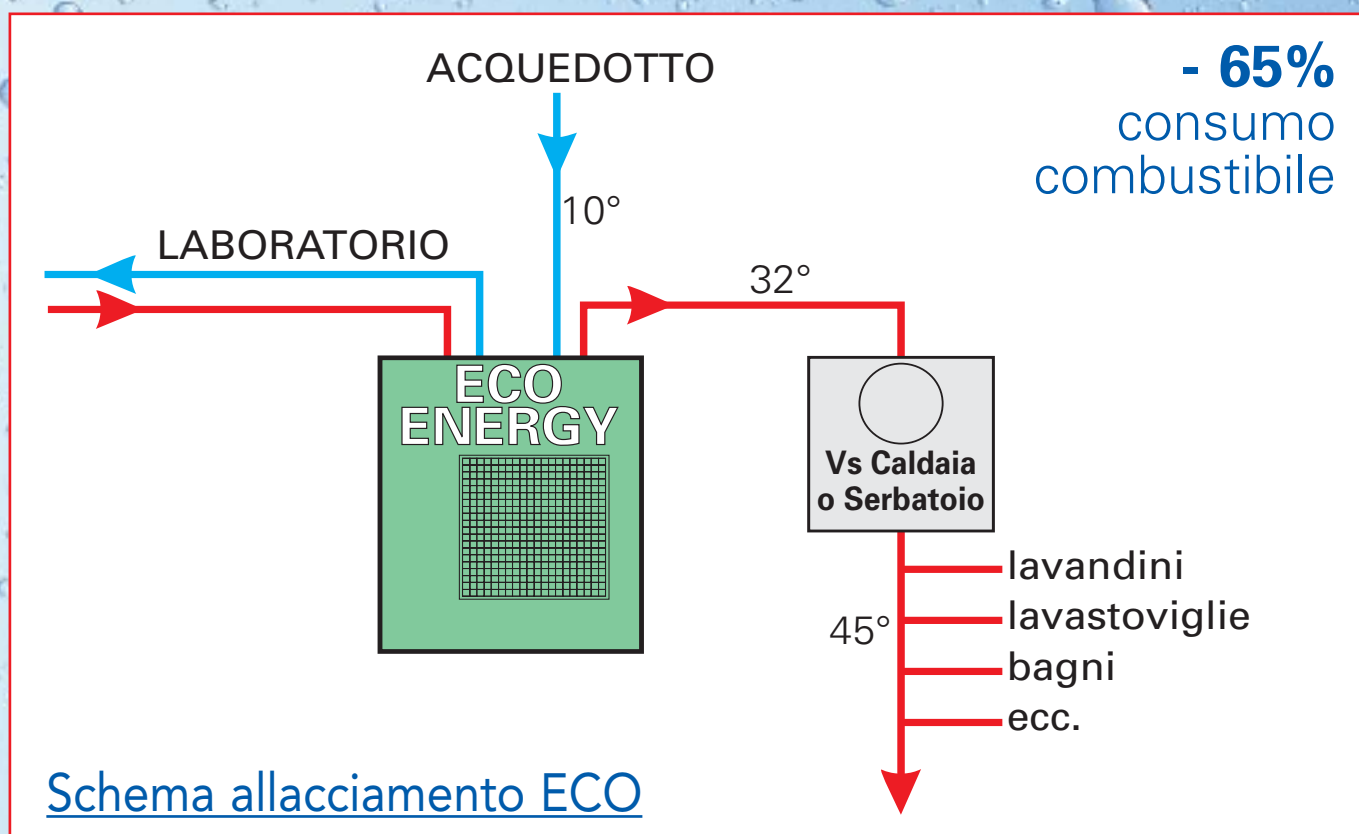 ACQUEDOTTO
- 65%
consumo
combustibile
10°
LABORATORIO
32°
ECO
ENERGY
Vs Caldaia
o Serbatoio
lavandini
lavastoviglie
45°
bagni
ecc.
Schema allacciamento ECO